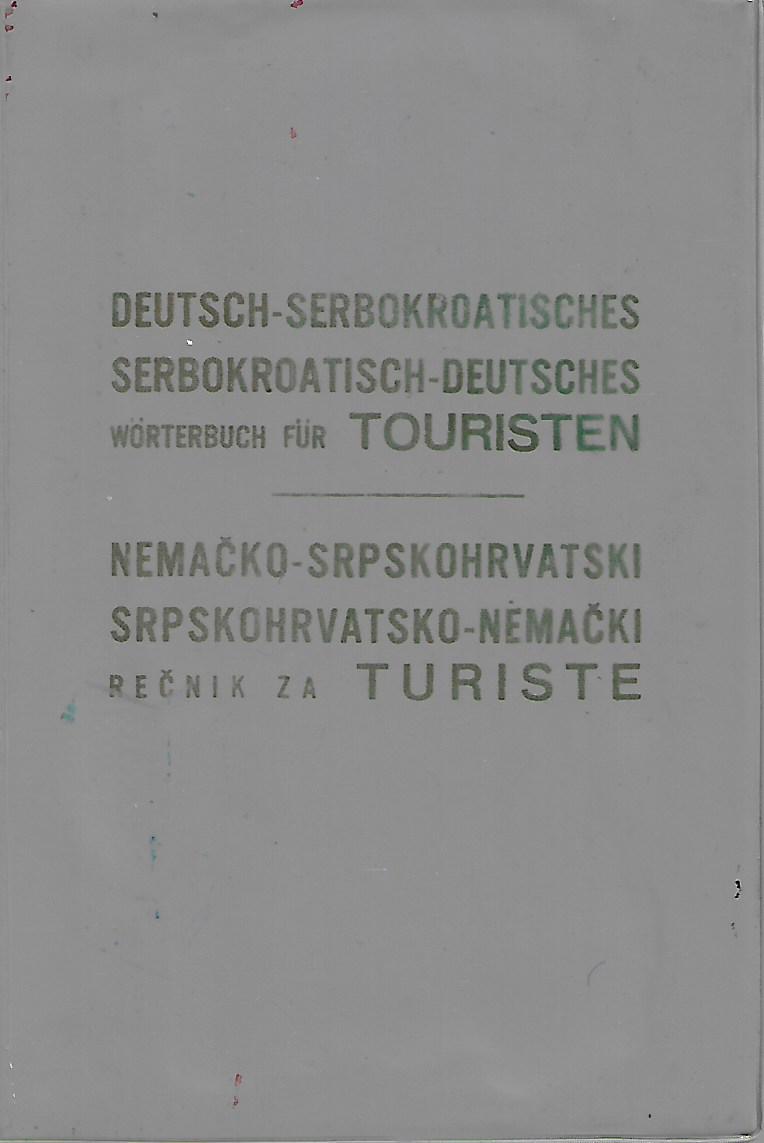 DEUTSCH-SERBOKROATISCHES
SERBOKROATISCH-DEUTSCHES
WÖRTERBUCH FÜR TOURISTEN
NEMAČKO-SRPSKOHRVATSKI
SRPSKOHRVATSKO-NEMAČKI
REČNIK ZA TURISTE